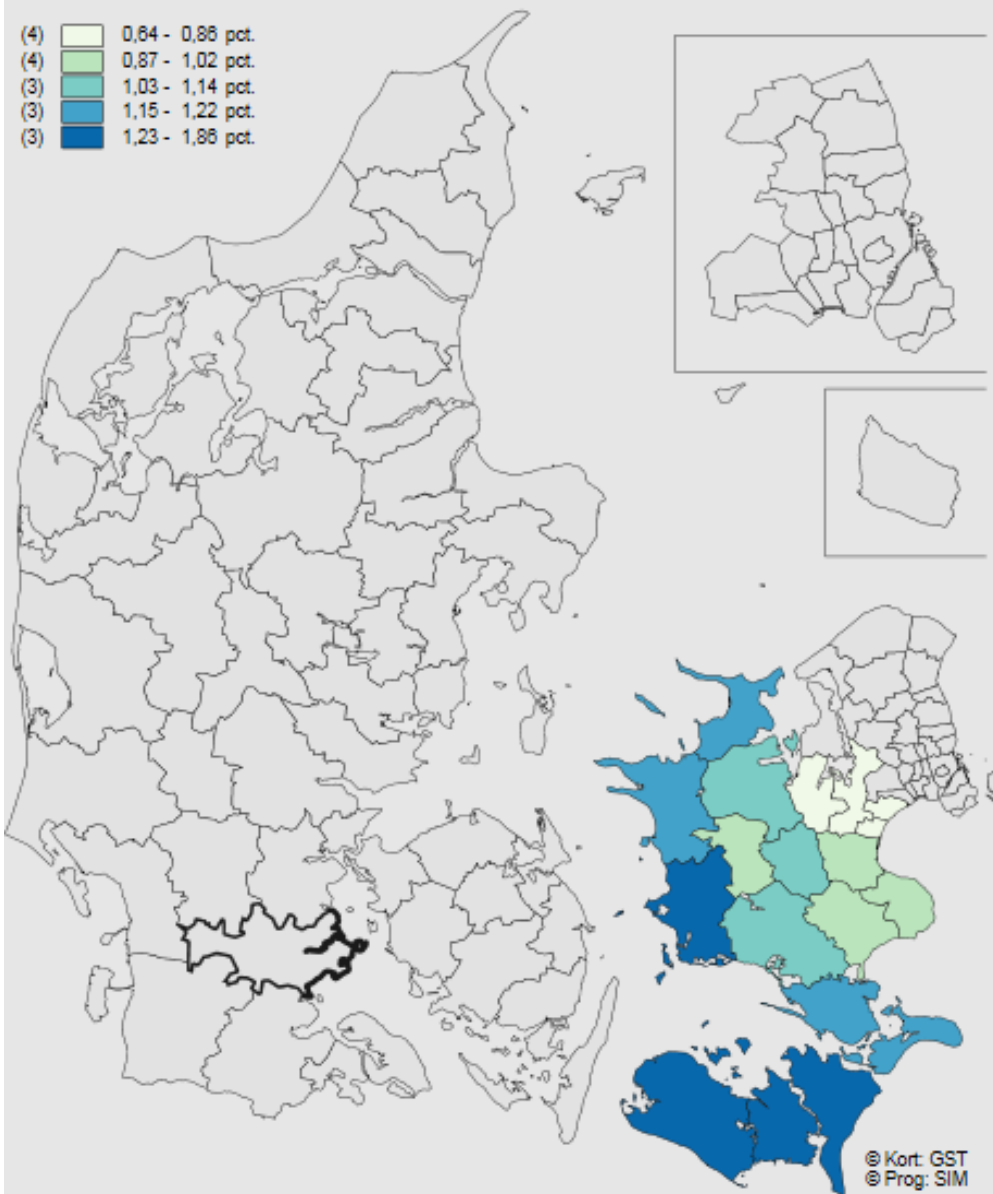 (4) 0,64 - 0,86 pct.
(4) 0,87 - 1,02 pct.
(3) 1,03 - 1,14 pct.
(3) 1,15 - 1,22 pct.
(3) 1,23 - 1,86 pct.
© Kort: GST
© Prog: SIM